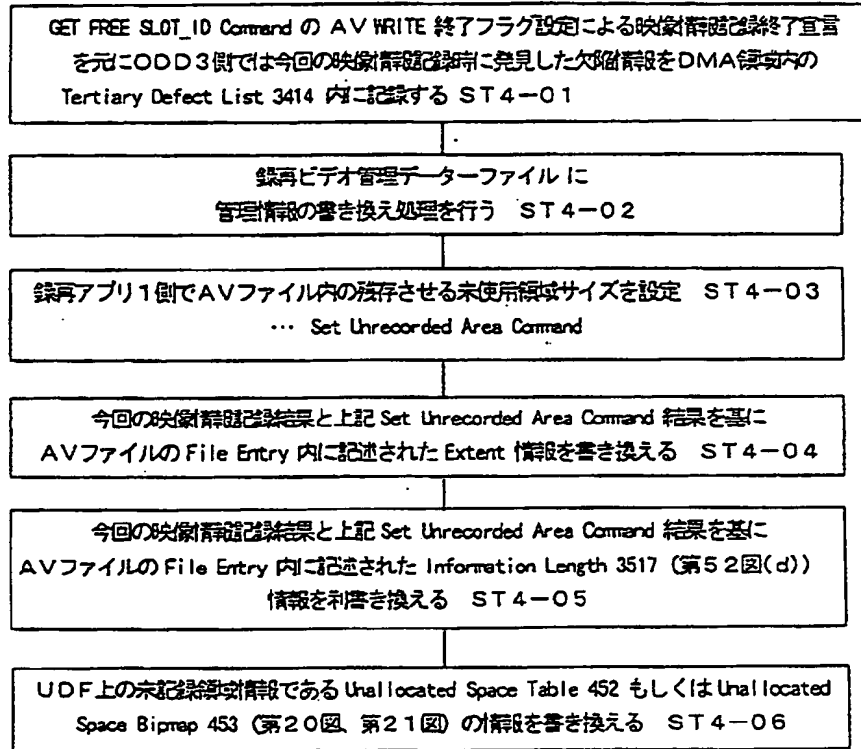 GET FREE SLOT_ID Command の AV WRITE 終了フラグ設定による映像情報記録終了宣言
を元にODD3側では今回の映像情報記録時に発見した欠陥情報をDMA領域内の
Tertiary Defect List 3414 内に記録する ST4-01
録再ビデオ管理データーファイル に
管理情報の書き換え処理を行う ST4-02
録再アプリ1側でAVファイル内の残存させる未使用領域サイズを設定 ST4-03
… Set Unrecorded Area Command
今回の映像情報記録結果と上記 Set Unrecorded Area Command 結果を基に
AVファイルの File Entry 内に記述された Extent 情報を書き換える ST4-04
今回の映像情報記録結果と上記 Set Unrecorded Area Command 結果を基に
AVファイルの File Entry 内に記述された Information Length 3517 (第52図(d))
情報を利書き換える ST4-05
UDF上の未記録領域情報である Unallocated Space Table 452 もしくは Unallocated
Space Bipmap 453 (第20図、第21図) の情報を書き換える ST4-06